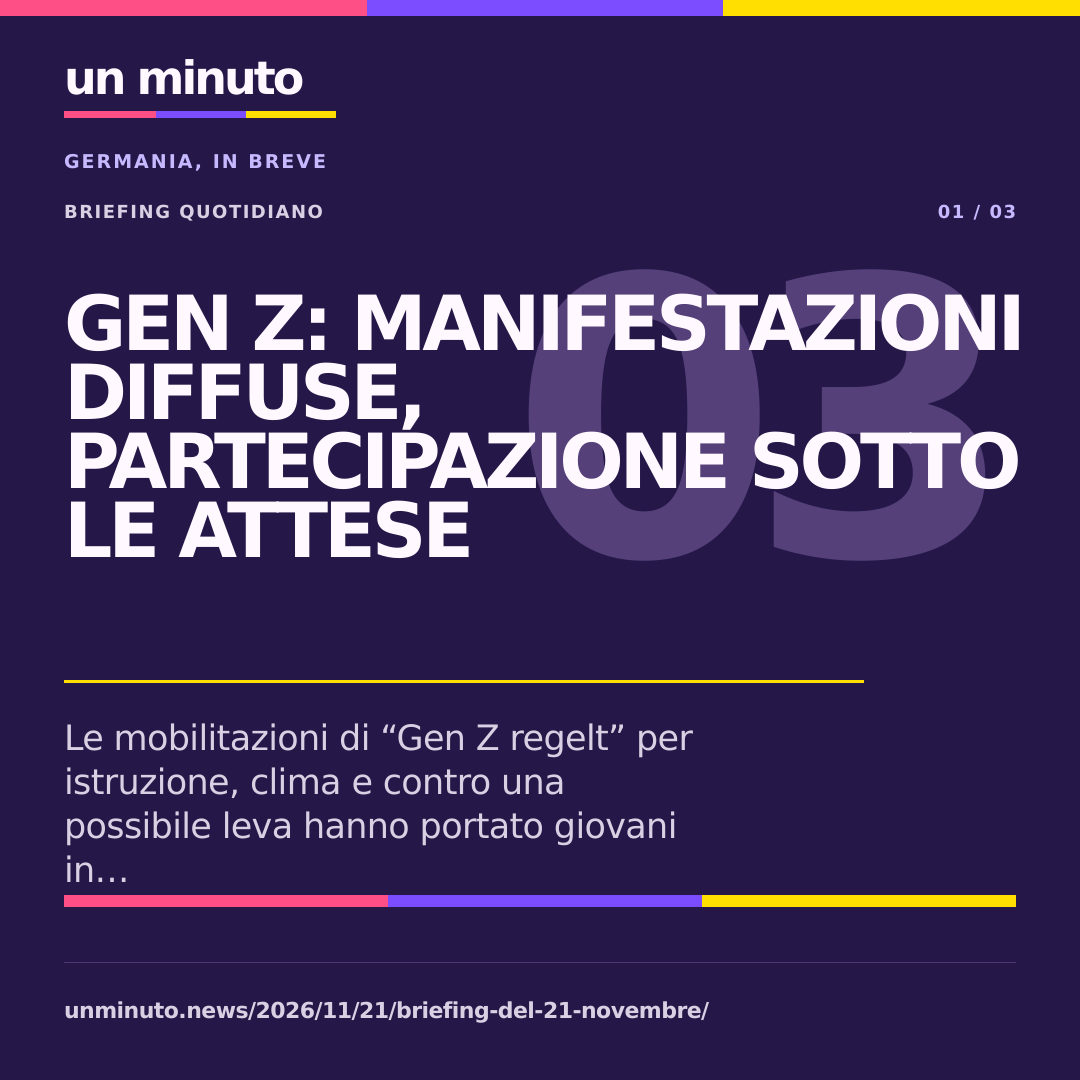 un minuto
GERMANIA, IN BREVE
BRIEFING QUOTIDIANO
01 / 03
03
GEN Z: MANIFESTAZIONI
DIFFUSE,
PARTECIPAZIONE SOTTO
LE ATTESE
Le mobilitazioni di “Gen Z regelt” per
istruzione, clima e contro una
possibile leva hanno portato giovani
in…
unminuto.news/2026/11/21/briefing-del-21-novembre/